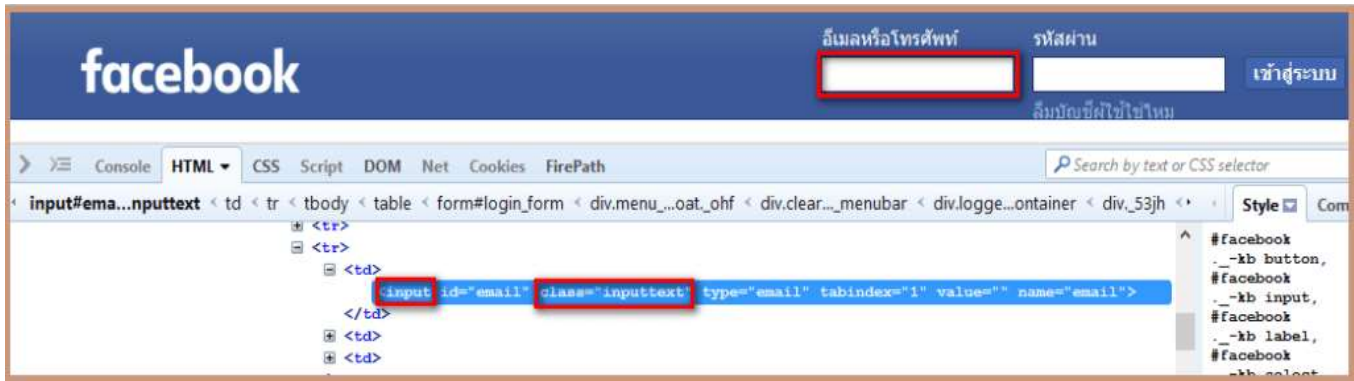 อีเมลหรือโทรศัพท์ รหัสผ่าน
facebook เข้าสู่ระบบ
ลืมบัญชีผู้ใช้ใช่ไหม
Console HTML CSS Script DOM Net Cookies FirePath Search by text or CSS selector
input#ema...nputtext < td < tr < tbody < table < form#login_form < div.menu_...oat._ohf < div.clear..._menubar < div.logge...ontainer < div._53jh < Style Com
<tr>
<tr>
<td>
<input id="email" class="inputtext" type="email" tabindex="1" value="" name="email">
</td>
<td>
<td>
#facebook
._-kb button,
#facebook
._-kb input,
#facebook
._-kb label,
#facebook